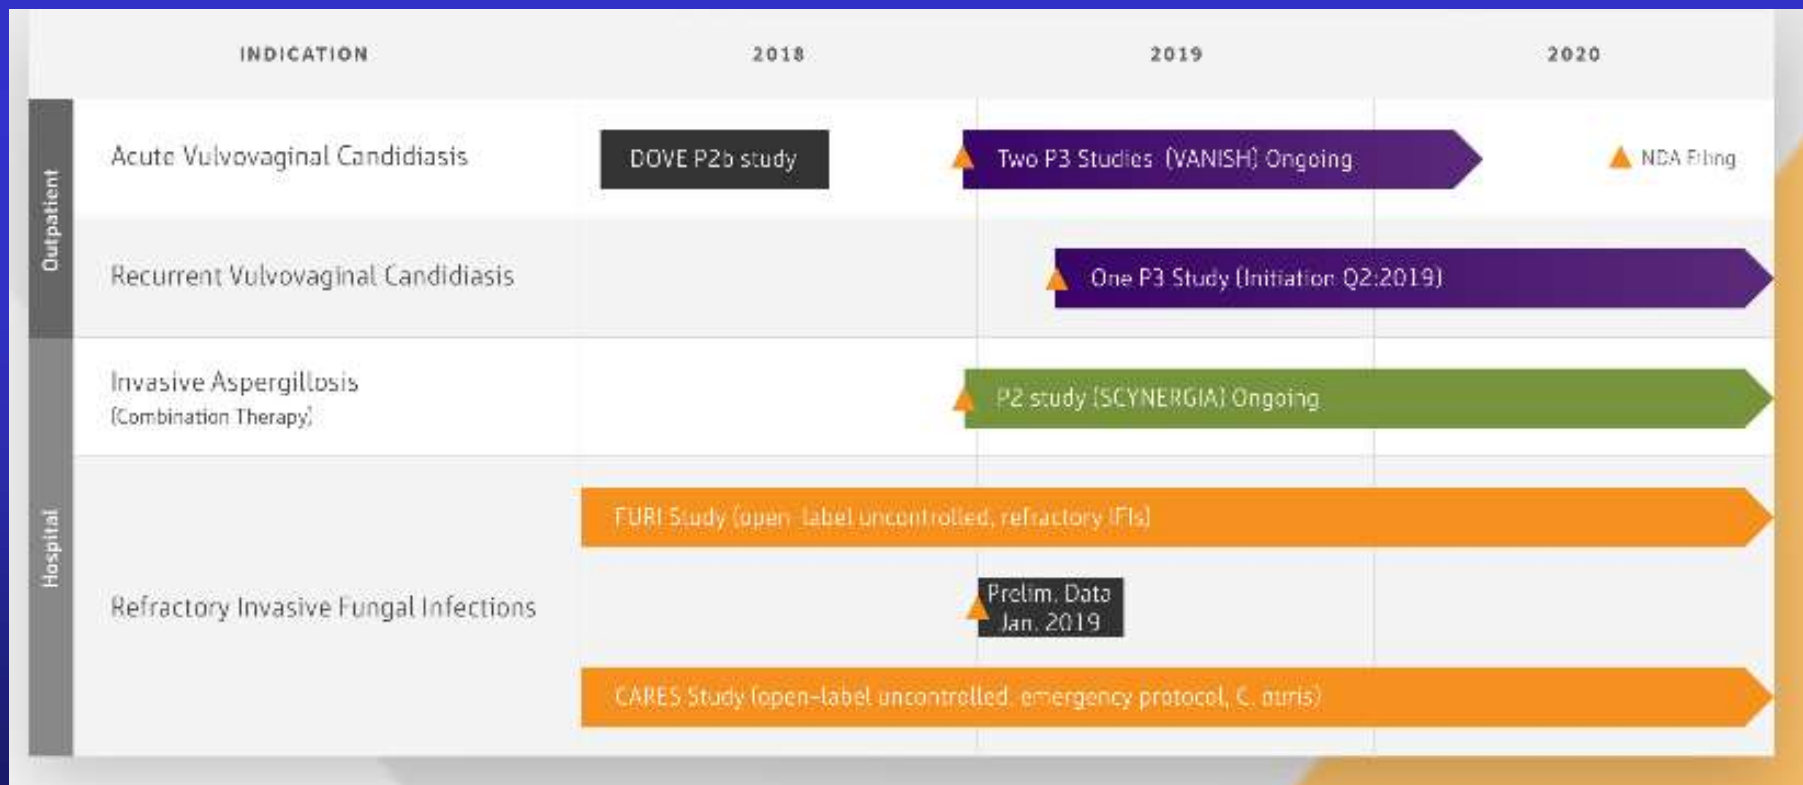 INDICATION 2018 2019 2020
Outpatient
Acute Vulvovaginal Candidiasis
DOVE P2b study
Two P3 Studies (VANISH) Ongoing
NDA Filing
Recurrent Vulvovaginal Candidiasis
One P3 Study (Initiation Q2:2019)
Hospital
Invasive Aspergillosis
(Combination Therapy)
P2 study (SCYNERGIA) Ongoing
Refractory Invasive Fungal Infections
FURI Study (open-label uncontrolled, refractory IFIs)
Prelim. Data
Jan. 2019
CARES Study (open-label uncontrolled, emergency protocol, C. auris)